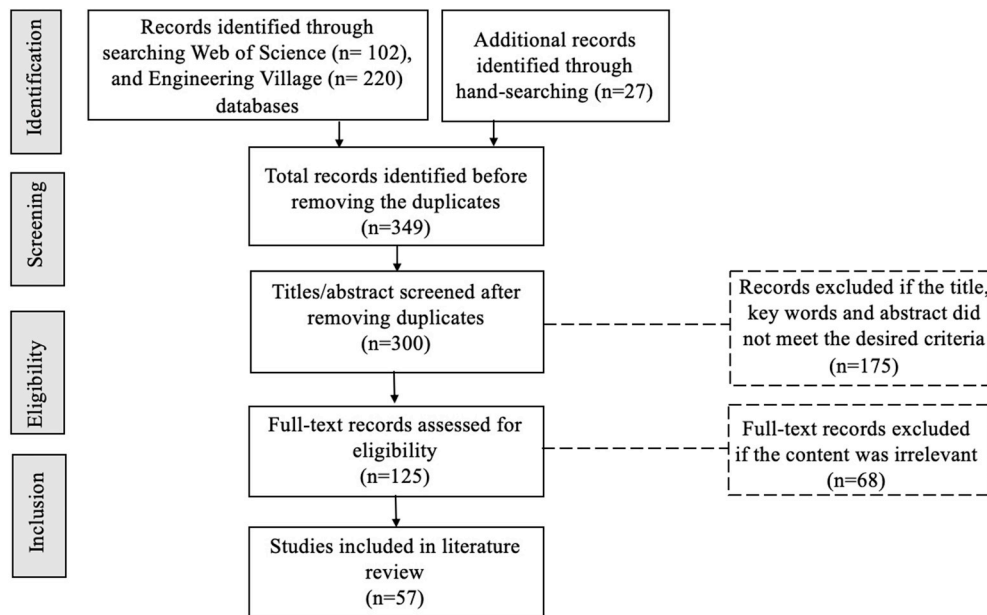 Identification
Records identified through
searching Web of Science (n= 102),
and Engineering Village (n= 220)
databases
Additional records
identified through
hand-searching (n=27)
Screening
Total records identified before
removing the duplicates
(n=349)
Titles/abstract screened after
removing duplicates
(n=300)
Records excluded if the title,
key words and abstract did
not meet the desired criteria
(n=175)
Eligibility
Full-text records assessed for
eligibility
(n=125)
Full-text records excluded
if the content was irrelevant
(n=68)
Inclusion
Studies included in literature
review
(n=57)